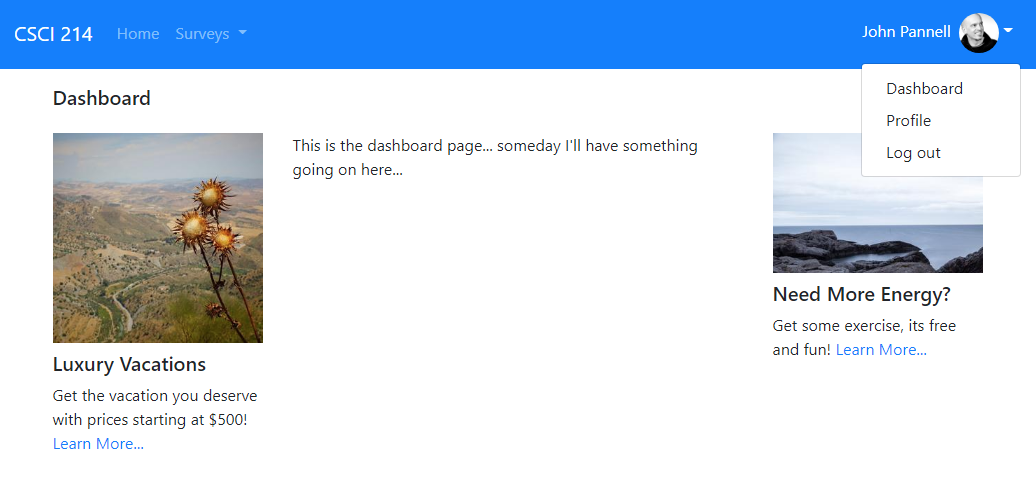 CSCI 214
Home
Surveys
John Pannell
Dashboard
Profile
Log out
Dashboard
This is the dashboard page... someday I'll have something
going on here...
Luxury Vacations
Get the vacation you deserve
with prices starting at $500!
Learn More...
Need More Energy?
Get some exercise, its free
and fun! Learn More...